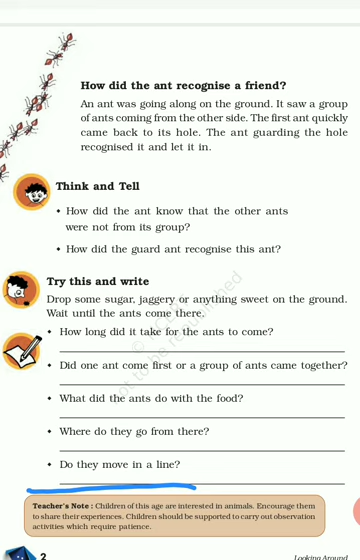 How did the ant recognise a friend?
An ant was going along on the ground. It saw a group
of ants coming from the other side. The first ant quickly
came back to its hole. The ant guarding the hole
recognised it and let it in.
Think and Tell
• How did the ant know that the other ants
were not from its group?
• How did the guard ant recognise this ant?
Try this and write
Drop some sugar, jaggery or anything sweet on the ground.
Wait until the ants come there.
• How long did it take for the ants to come?
• Did one ant come first or a group of ants came together?
• What did the ants do with the food?
• Where do they go from there?
• Do they move in a line?
Teacher's Note : Children of this age are interested in animals. Encourage them
to share their experiences. Children should be supported to carry out observation
activities which require patience.
2
Looking Around